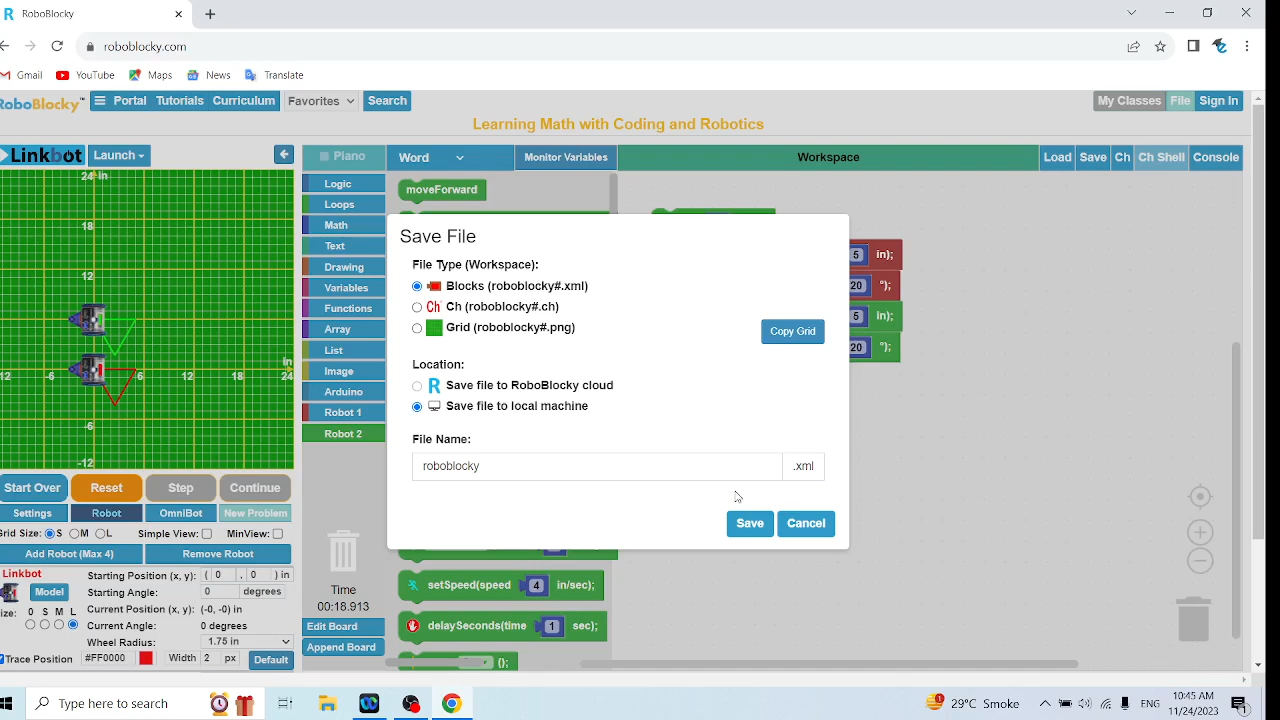 RoboBlocky
roboblocky.com
Gmail YouTube Maps News Translate
RoboBlocky™ Portal Tutorials Curriculum Favorites Search My Classes File Sign In
Learning Math with Coding and Robotics
Linkbot Launch Piano Word Monitor Variables Workspace Load Save Ch Ch Shell Console
24 in
18
12
-6 6 12 18 24
in
-6
-12
Logic
Loops
Math
Text
Drawing
Variables
Functions
Array
List
Image
Arduino
Robot 1
Robot 2
moveForward
5 in);
20 °);
5 in);
20 °);
Save File
File Type (Workspace):
Blocks (roboblocky#.xml)
Ch Ch (roboblocky#.ch)
Grid (roboblocky#.png)
Copy Grid
Location:
R Save file to RoboBlocky cloud
Save file to local machine
File Name:
roboblocky .xml
Save Cancel
Start Over Reset Step Continue
Settings Robot OmniBot New Problem
Grid Size: S M L Simple View: MinView:
Add Robot (Max 4) Remove Robot
Linkbot Starting Position (x, y): ( 0 , 0 ) in
Model Starting Angle: 0 degrees
Size: 0 S M L Current Position (x, y): (-0, -0) in
Current Angle: 0 degrees
Wheel Radius: 1.75 in
Trace Position #FF0000 Width 2 px Default
Time
00:18.913
Edit Board
Append Board
setSpeed(speed 4 in/sec);
delaySeconds(time 1 sec);
();
Type here to search
29°C Smoke
10:45 AM
11/24/2023